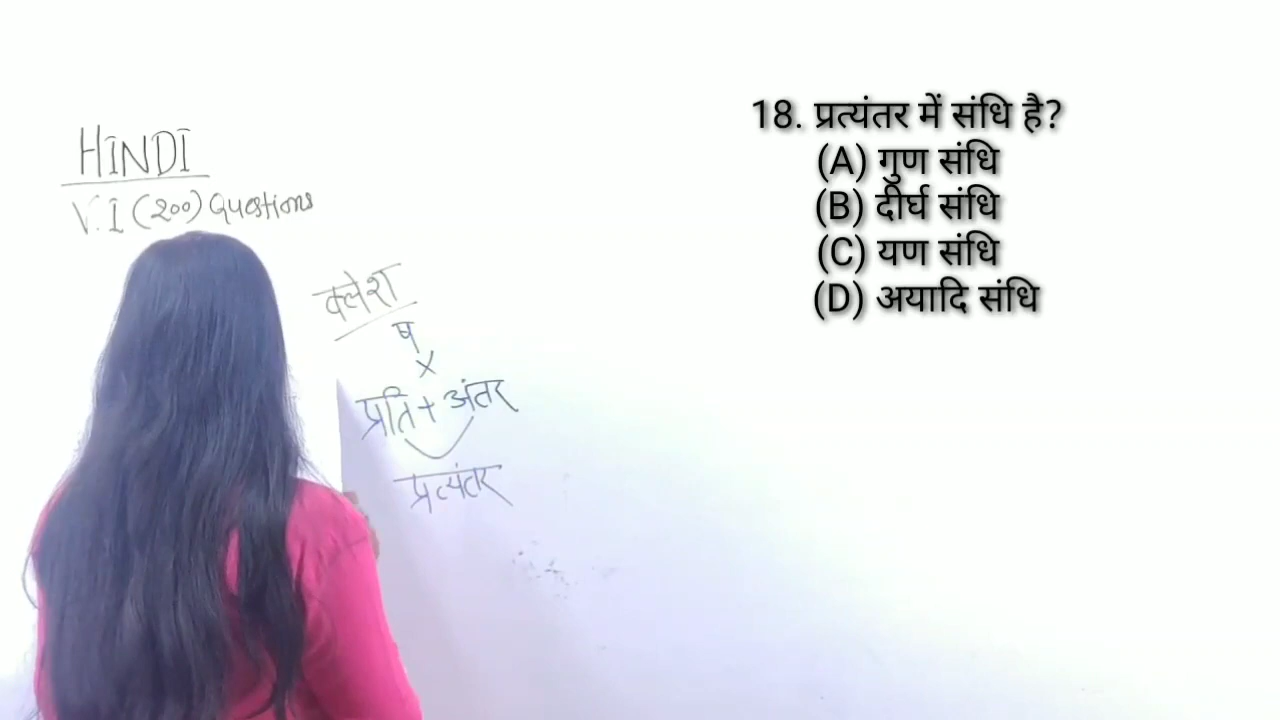 HINDI
V.I (200) Questions
क्लेश
ष
×
प्रति + अंतर
प्रत्यंतर
18. प्रत्यंतर में संधि है?
(A) गुण संधि
(B) दीर्घ संधि
(C) यण संधि
(D) अयादि संधि